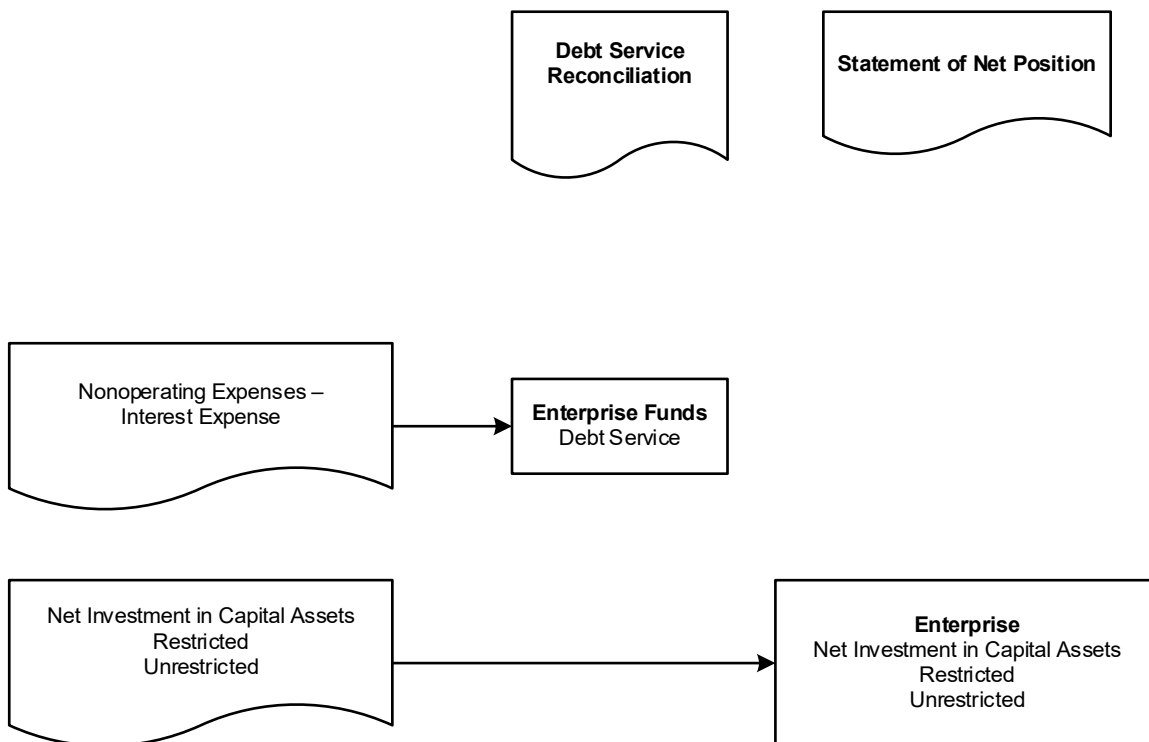 Debt Service
Reconciliation
Statement of Net Position
Nonoperating Expenses –
Interest Expense
Enterprise Funds
Debt Service
Net Investment in Capital Assets
Restricted
Unrestricted
Enterprise
Net Investment in Capital Assets
Restricted
Unrestricted